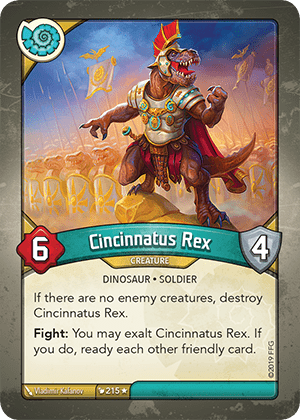 Cincinnatus Rex
CREATURE
6
4
DINOSAUR • SOLDIER
If there are no enemy creatures, destroy
Cincinnatus Rex.
Fight: You may exalt Cincinnatus Rex. If
you do, ready each other friendly card.
Vladimir Kafanov
215★
©2019 FFG